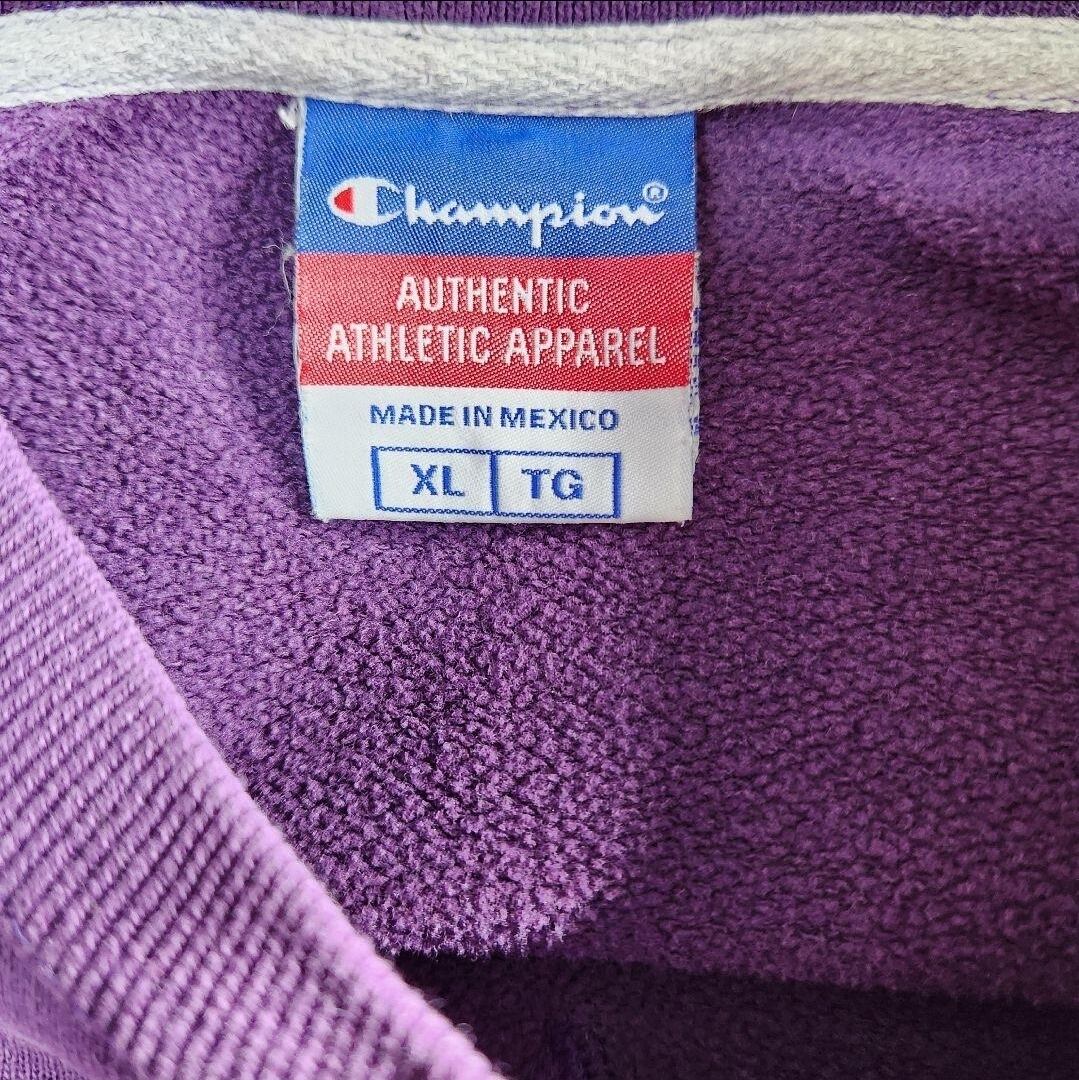 Champion®
AUTHENTIC
ATHLETIC APPAREL
MADE IN MEXICO
XL TG